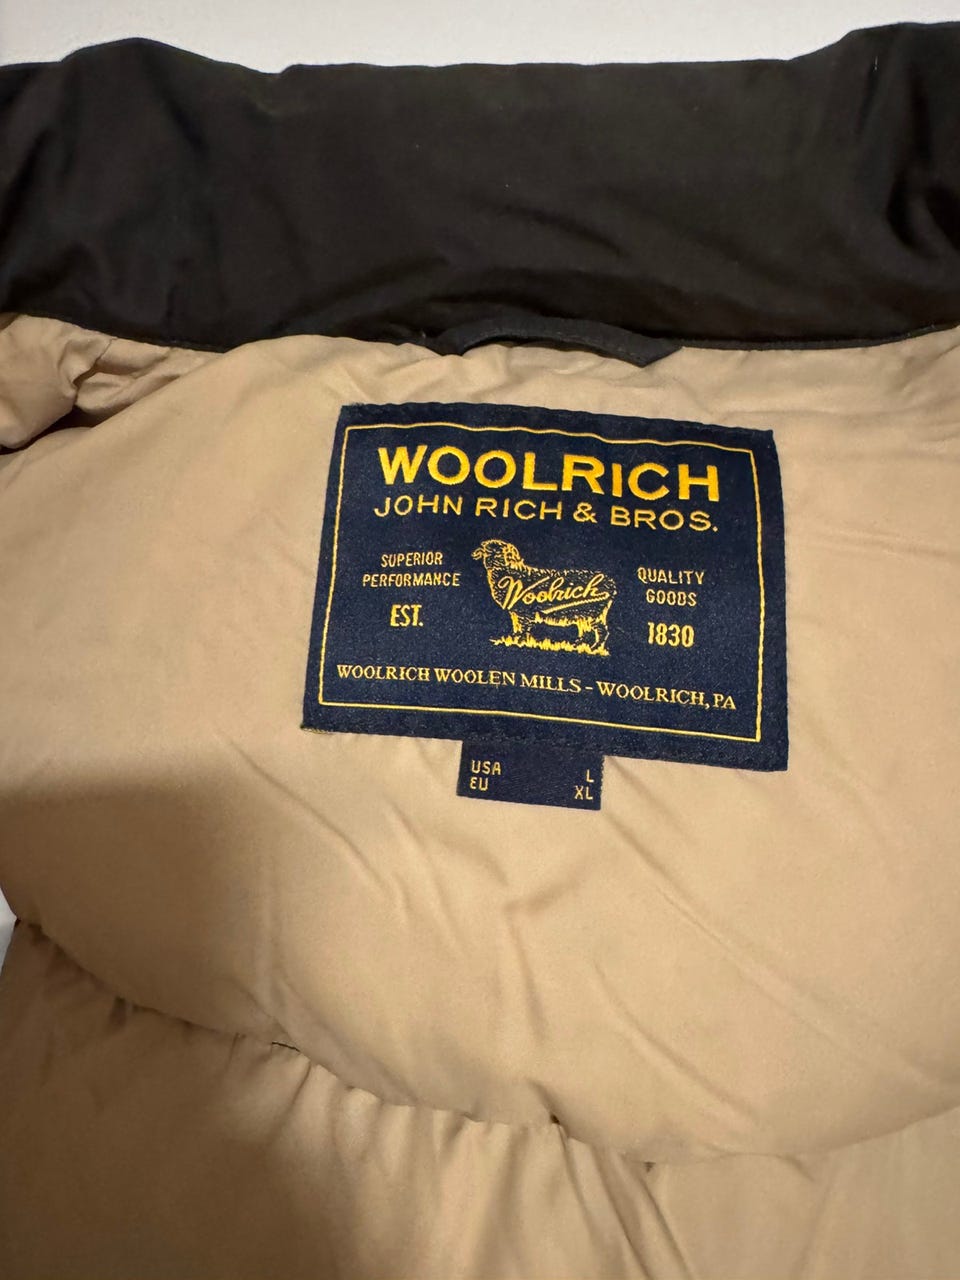 WOOLRICH
JOHN RICH & BROS.
SUPERIOR
PERFORMANCE
EST.
Woolrich
QUALITY
GOODS
1830
WOOLRICH WOOLEN MILLS - WOOLRICH, PA
USA L
EU XL